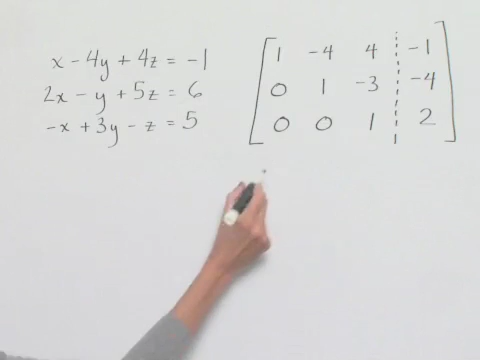 x - 4y + 4z = -1
2x - y + 5z = 6
-x + 3y - z = 5
1 -4 4 -1
0 1 -3 -4
0 0 1 2